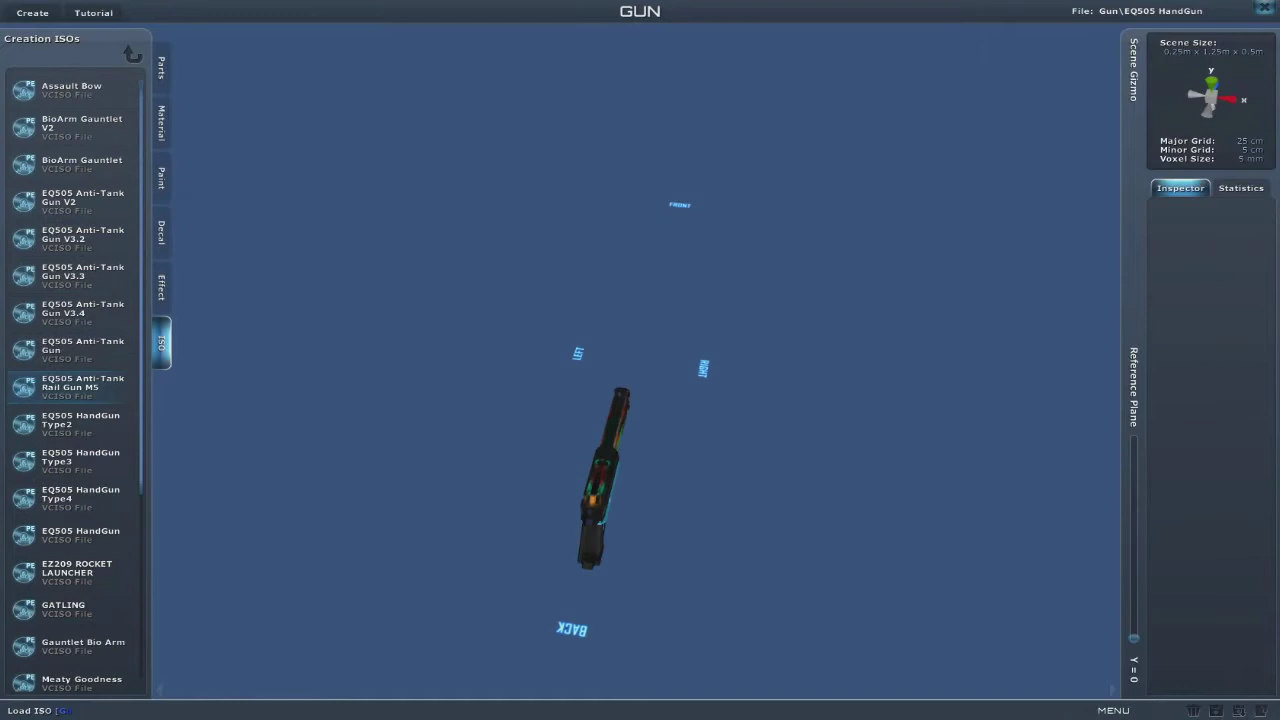 Create
Tutorial
GUN
File: Gun\EQ505 HandGun
Creation ISOs
Assault Bow
VCISO File
BioArm Gauntlet
V2
VCISO File
BioArm Gauntlet
VCISO File
EQ505 Anti-Tank
Gun V2
VCISO File
EQ505 Anti-Tank
Gun V3.2
VCISO File
EQ505 Anti-Tank
Gun V3.3
VCISO File
EQ505 Anti-Tank
Gun V3.4
VCISO File
EQ505 Anti-Tank
Gun
VCISO File
EQ505 Anti-Tank
Rail Gun M5
VCISO File
EQ505 HandGun
Type2
VCISO File
EQ505 HandGun
Type3
VCISO File
EQ505 HandGun
Type4
VCISO File
EQ505 HandGun
VCISO File
EZ209 ROCKET
LAUNCHER
VCISO File
GATLING
VCISO File
Gauntlet Bio Arm
VCISO File
Meaty Goodness
VCISO File
Load ISO
Parts
Material
Paint
Decal
Effect
ISO
FRONT
LEFT
RIGHT
BACK
Scene Gizmo
Reference Plane
Y = 0
Scene Size:
0.25m x 1.25m x 0.5m
y
x
Major Grid: 25 cm
Minor Grid: 5 cm
Voxel Size: 5 mm
Inspector
Statistics
MENU